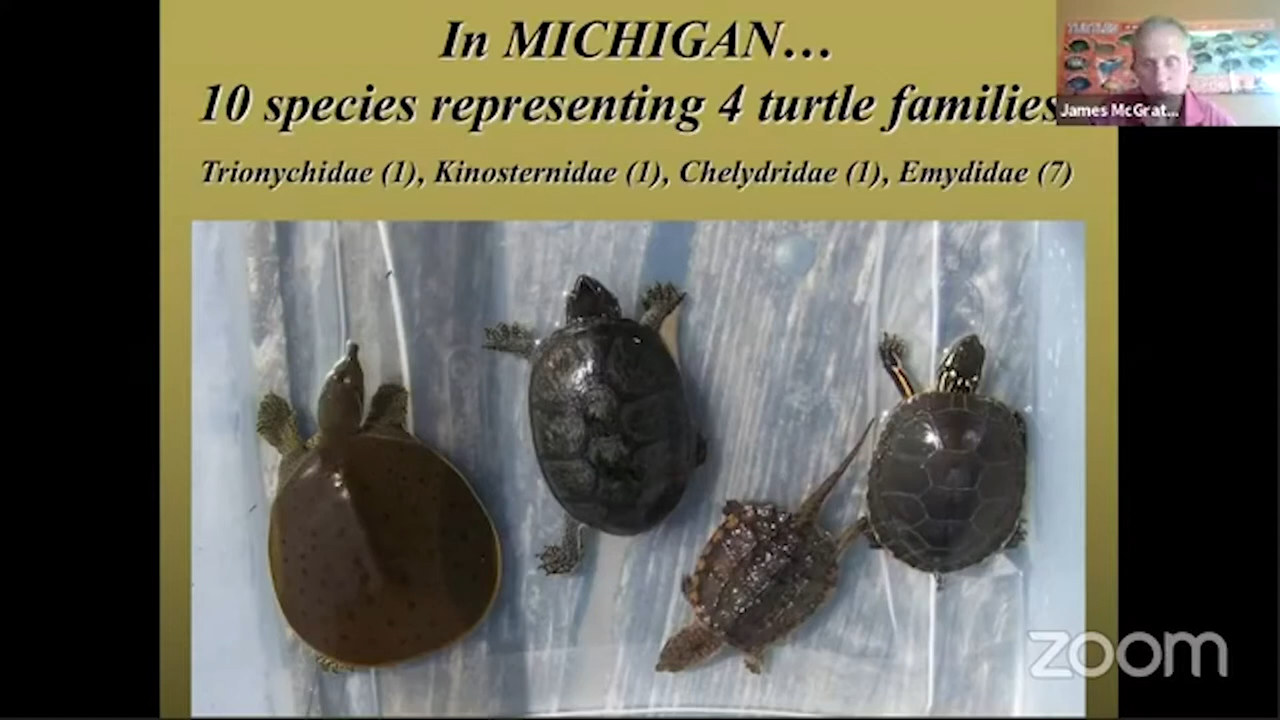 In MICHIGAN...
10 species representing 4 turtle families
Trionychidae (1), Kinosternidae (1), Chelydridae (1), Emydidae (7)
James McGrat...
zoom